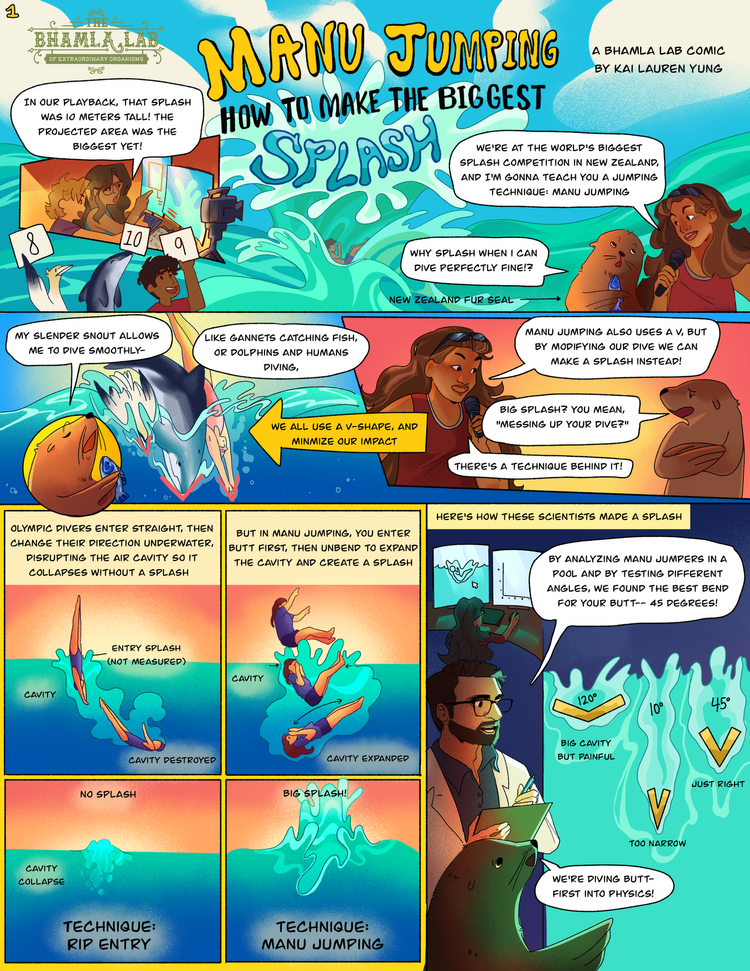 1
THE
BHAMLA LAB
OF EXTRAORDINARY ORGANISMS
MANU JUMPING
HOW TO MAKE THE BIGGEST
SPLASH
A BHAMLA LAB COMIC
BY KAI LAUREN YUNG
IN OUR PLAYBACK, THAT SPLASH
WAS 10 METERS TALL! THE
PROJECTED AREA WAS THE
BIGGEST YET!
8
10
9
WE'RE AT THE WORLD'S BIGGEST
SPLASH COMPETITION IN NEW ZEALAND,
AND I'M GONNA TEACH YOU A JUMPING
TECHNIQUE: MANU JUMPING
WHY SPLASH WHEN I CAN
DIVE PERFECTLY FINE!?
NEW ZEALAND FUR SEAL
MY SLENDER SNOUT ALLOWS
ME TO DIVE SMOOTHLY-
LIKE GANNETS CATCHING FISH,
OR DOLPHINS AND HUMANS
DIVING,
WE ALL USE A V-SHAPE, AND
MINMIZE OUR IMPACT
MANU JUMPING ALSO USES A V, BUT
BY MODIFYING OUR DIVE WE CAN
MAKE A SPLASH INSTEAD!
BIG SPLASH? YOU MEAN,
"MESSING UP YOUR DIVE?"
THERE'S A TECHNIQUE BEHIND IT!
OLYMPIC DIVERS ENTER STRAIGHT, THEN
CHANGE THEIR DIRECTION UNDERWATER,
DISRUPTING THE AIR CAVITY SO IT
COLLAPSES WITHOUT A SPLASH
ENTRY SPLASH
(NOT MEASURED)
CAVITY
CAVITY DESTROYED
NO SPLASH
CAVITY
COLLAPSE
TECHNIQUE:
RIP ENTRY
BUT IN MANU JUMPING, YOU ENTER
BUTT FIRST, THEN UNBEND TO EXPAND
THE CAVITY AND CREATE A SPLASH
CAVITY
CAVITY EXPANDED
BIG SPLASH!
TECHNIQUE:
MANU JUMPING
HERE'S HOW THESE SCIENTISTS MADE A SPLASH
BY ANALYZING MANU JUMPERS IN A
POOL AND BY TESTING DIFFERENT
ANGLES, WE FOUND THE BEST BEND
FOR YOUR BUTT-- 45 DEGREES!
120°
BIG CAVITY
BUT PAINFUL
10°
TOO NARROW
45°
JUST RIGHT
WE'RE DIVING BUTT-
FIRST INTO PHYSICS!